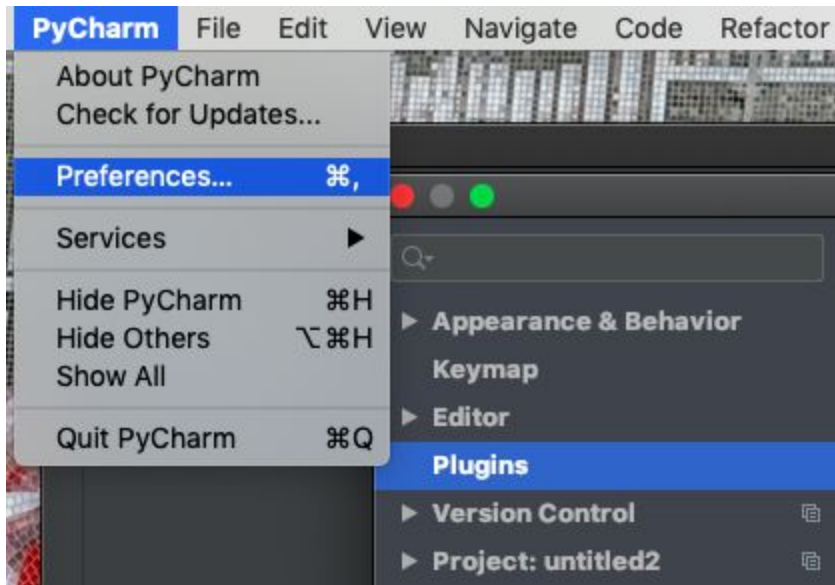 PyCharm File Edit View Navigate Code Refactor
About PyCharm
Check for Updates...
Preferences... ⌘,
Services ▶
Hide PyCharm ⌘H
Hide Others ⌥⌘H
Show All
Quit PyCharm ⌘Q
Appearance & Behavior
Keymap
Editor
Plugins
Version Control
Project: untitled2